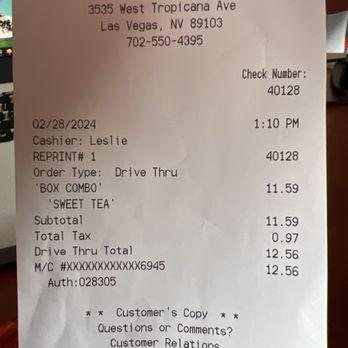 3535 West Tropicana Ave
Las Vegas, NV 89103
702-550-4395
Check Number:
40128
02/28/2024 1:10 PM
Cashier: Leslie
REPRINT# 1 40128
Order Type: Drive Thru
'BOX COMBO' 11.59
'SWEET TEA'
Subtotal 11.59
Total Tax 0.97
Drive Thru Total 12.56
M/C #XXXXXXXXXXXX6945 12.56
Auth:028305
* * Customer's Copy * *
Questions or Comments?
Customer Relations